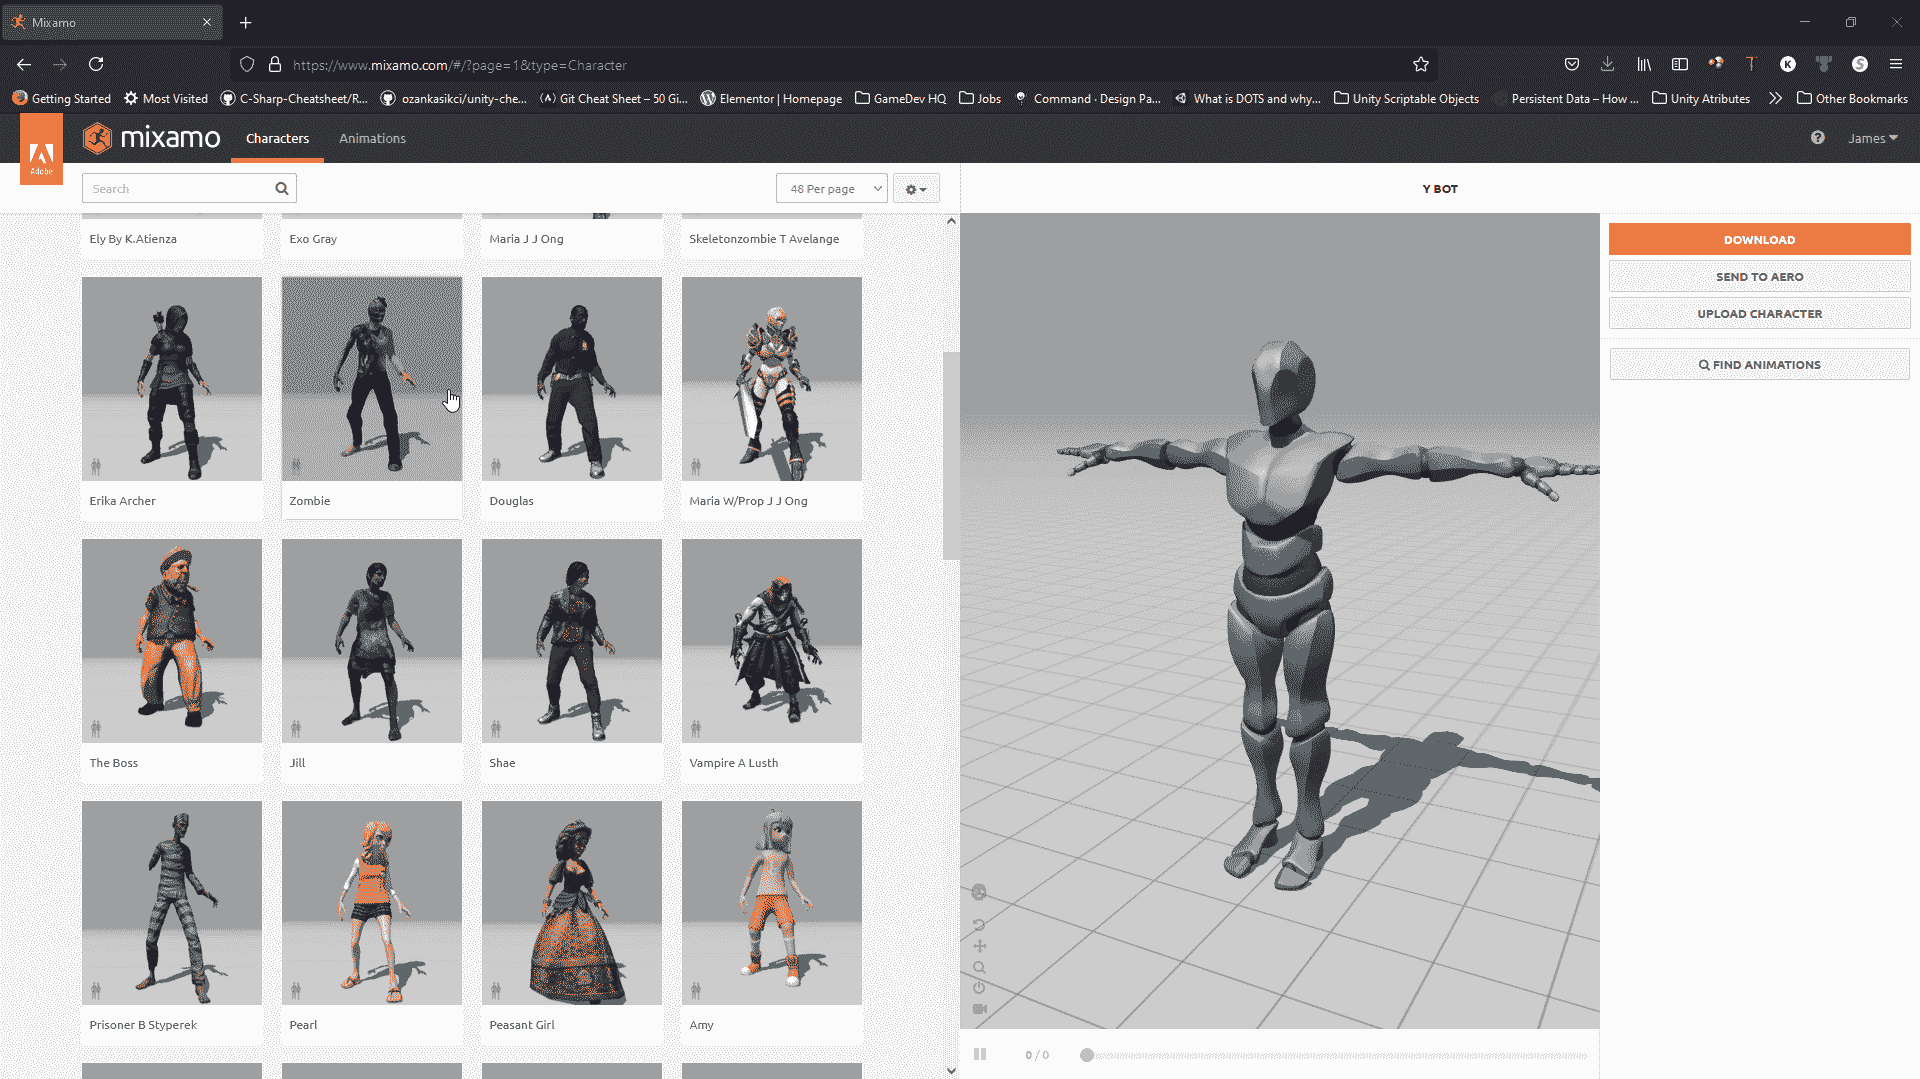 Mixamo
https://www.mixamo.com/#/?page=1&type=Character
Getting Started
Most Visited
C-Sharp-Cheatsheet/R...
ozankasikci/unity-che...
Git Cheat Sheet – 50 Gi...
Elementor | Homepage
GameDev HQ
Jobs
Command · Design Pa...
What is DOTS and why...
Unity Scriptable Objects
Persistent Data – How ...
Unity Atributes
Other Bookmarks
Adobe
mixamo
Characters
Animations
James
Search
48 Per page
Y BOT
Ely By K.Atienza
Exo Gray
Maria J J Ong
Skeletonzombie T Avelange
DOWNLOAD
SEND TO AERO
UPLOAD CHARACTER
FIND ANIMATIONS
Erika Archer
Zombie
Douglas
Maria W/Prop J J Ong
The Boss
Jill
Shae
Vampire A Lusth
Prisoner B Styperek
Pearl
Peasant Girl
Amy
0 / 0